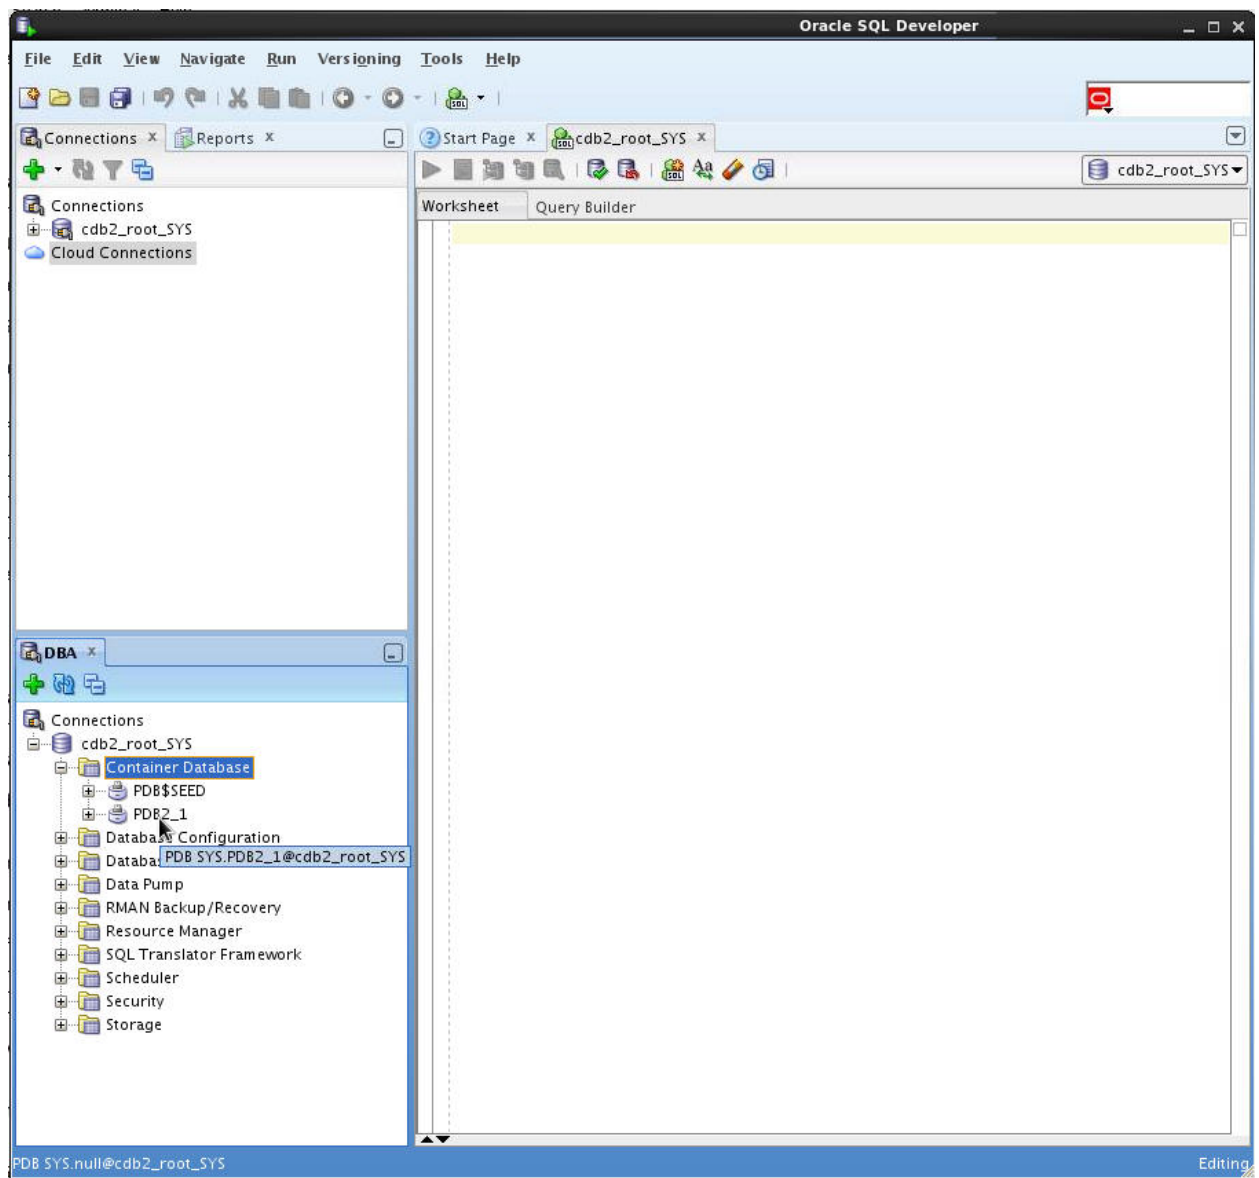 Oracle SQL Developer
File Edit View Navigate Run Versioning Tools Help
Connections Reports
Start Page cdb2_root_SYS
cdb2_root_SYS
Connections
cdb2_root_SYS
Cloud Connections
Worksheet Query Builder
DBA
Connections
cdb2_root_SYS
Container Database
PDB$SEED
PDB2_1
Database Configuration
Databa
PDB SYS.PDB2_1@cdb2_root_SYS
Data Pump
RMAN Backup/Recovery
Resource Manager
SQL Translator Framework
Scheduler
Security
Storage
PDB SYS.null@cdb2_root_SYS
Editing